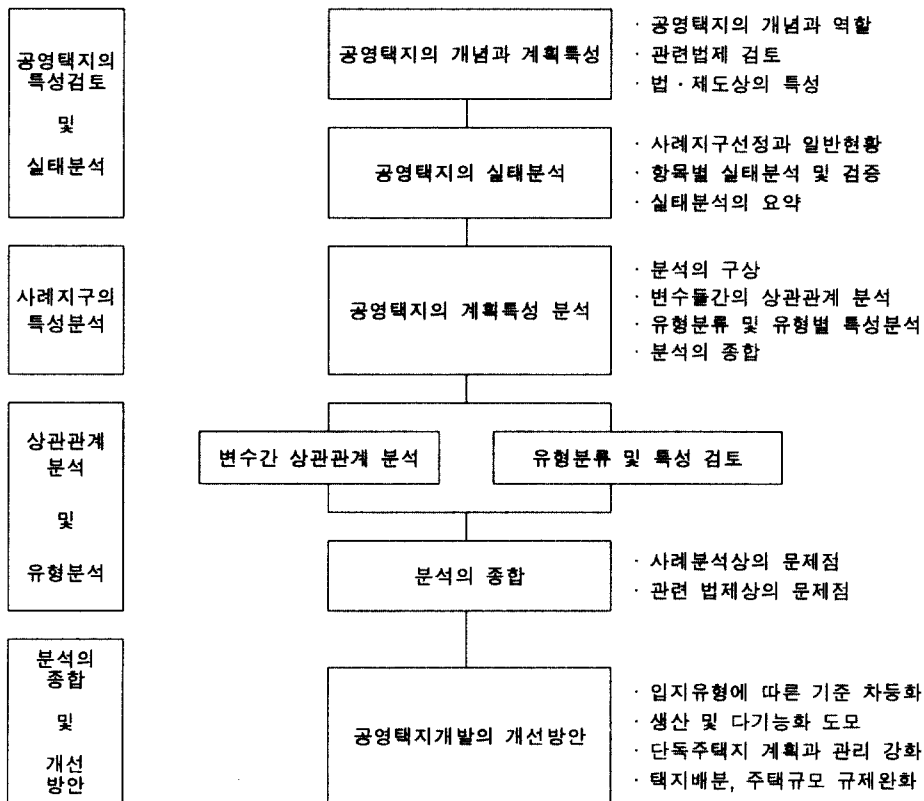 공영택지의
특성검토
및
실태분석
공영택지의 개념과 계획특성
· 공영택지의 개념과 역할
· 관련법제 검토
· 법 · 제도상의 특성
공영택지의 실태분석
· 사례지구선정과 일반현황
· 항목별 실태분석 및 검증
· 실태분석의 요약
사례지구의
특성분석
공영택지의 계획특성 분석
· 분석의 구상
· 변수들간의 상관관계 분석
· 유형분류 및 유형별 특성분석
· 분석의 종합
상관관계
분석
및
유형분석
변수간 상관관계 분석
유형분류 및 특성 검토
분석의 종합
· 사례분석상의 문제점
· 관련 법제상의 문제점
분석의
종합
및
개선
방안
공영택지개발의 개선방안
· 입지유형에 따른 기준 차등화
· 생산 및 다기능화 도모
· 단독주택지 계획과 관리 강화
· 택지배분, 주택규모 규제완화